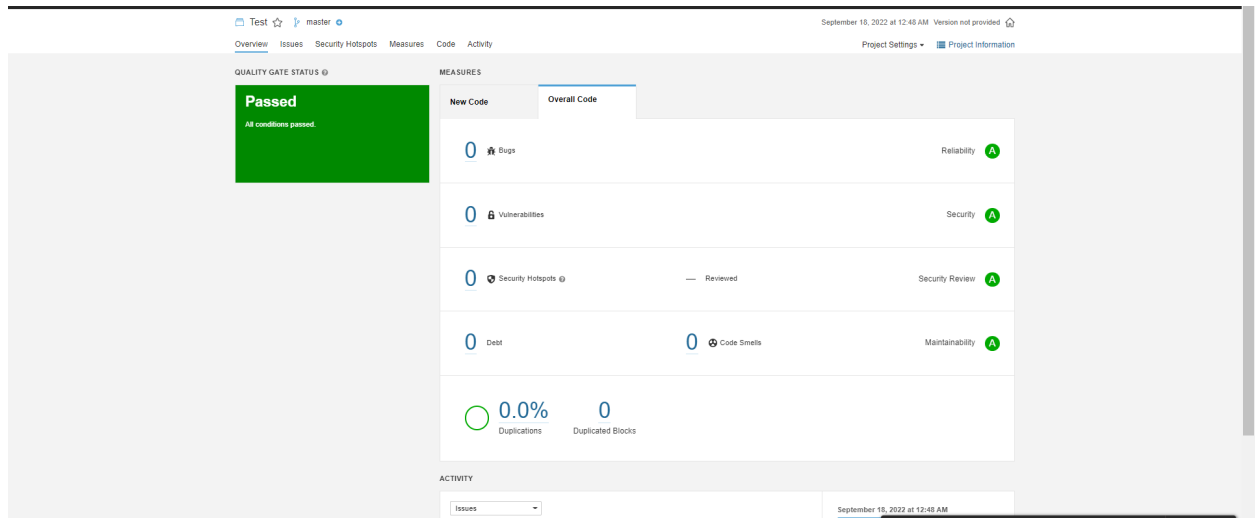 Test master
September 18, 2022 at 12:48 AM Version not provided
Overview Issues Security Hotspots Measures Code Activity
Project Settings Project Information
QUALITY GATE STATUS
Passed
All conditions passed.
MEASURES
New Code Overall Code
0 Bugs Reliability A
0 Vulnerabilities Security A
0 Security Hotspots — Reviewed Security Review A
0 Debt 0 Code Smells Maintainability A
0.0% 0
Duplications Duplicated Blocks
ACTIVITY
Issues
September 18, 2022 at 12:48 AM